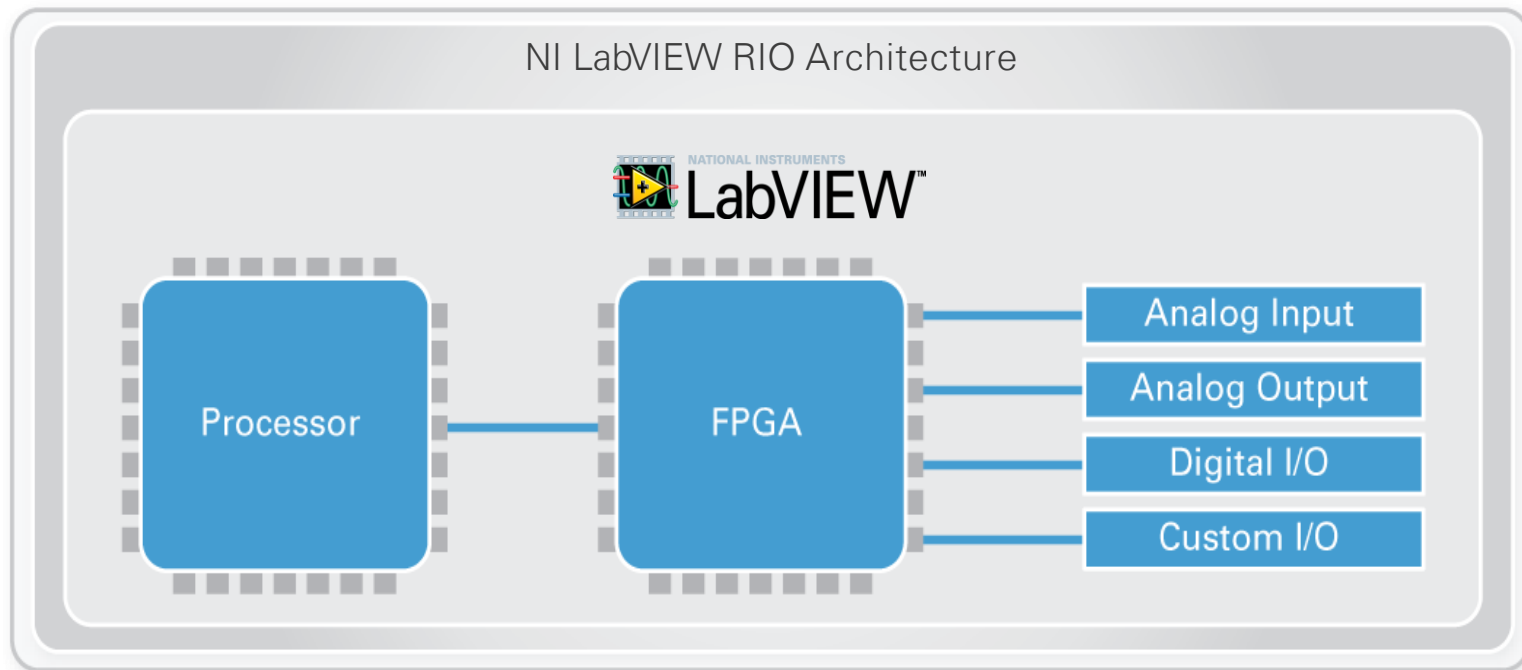 NI LabVIEW RIO Architecture
NATIONAL INSTRUMENTS
LabVIEW™
Processor
FPGA
Analog Input
Analog Output
Digital I/O
Custom I/O